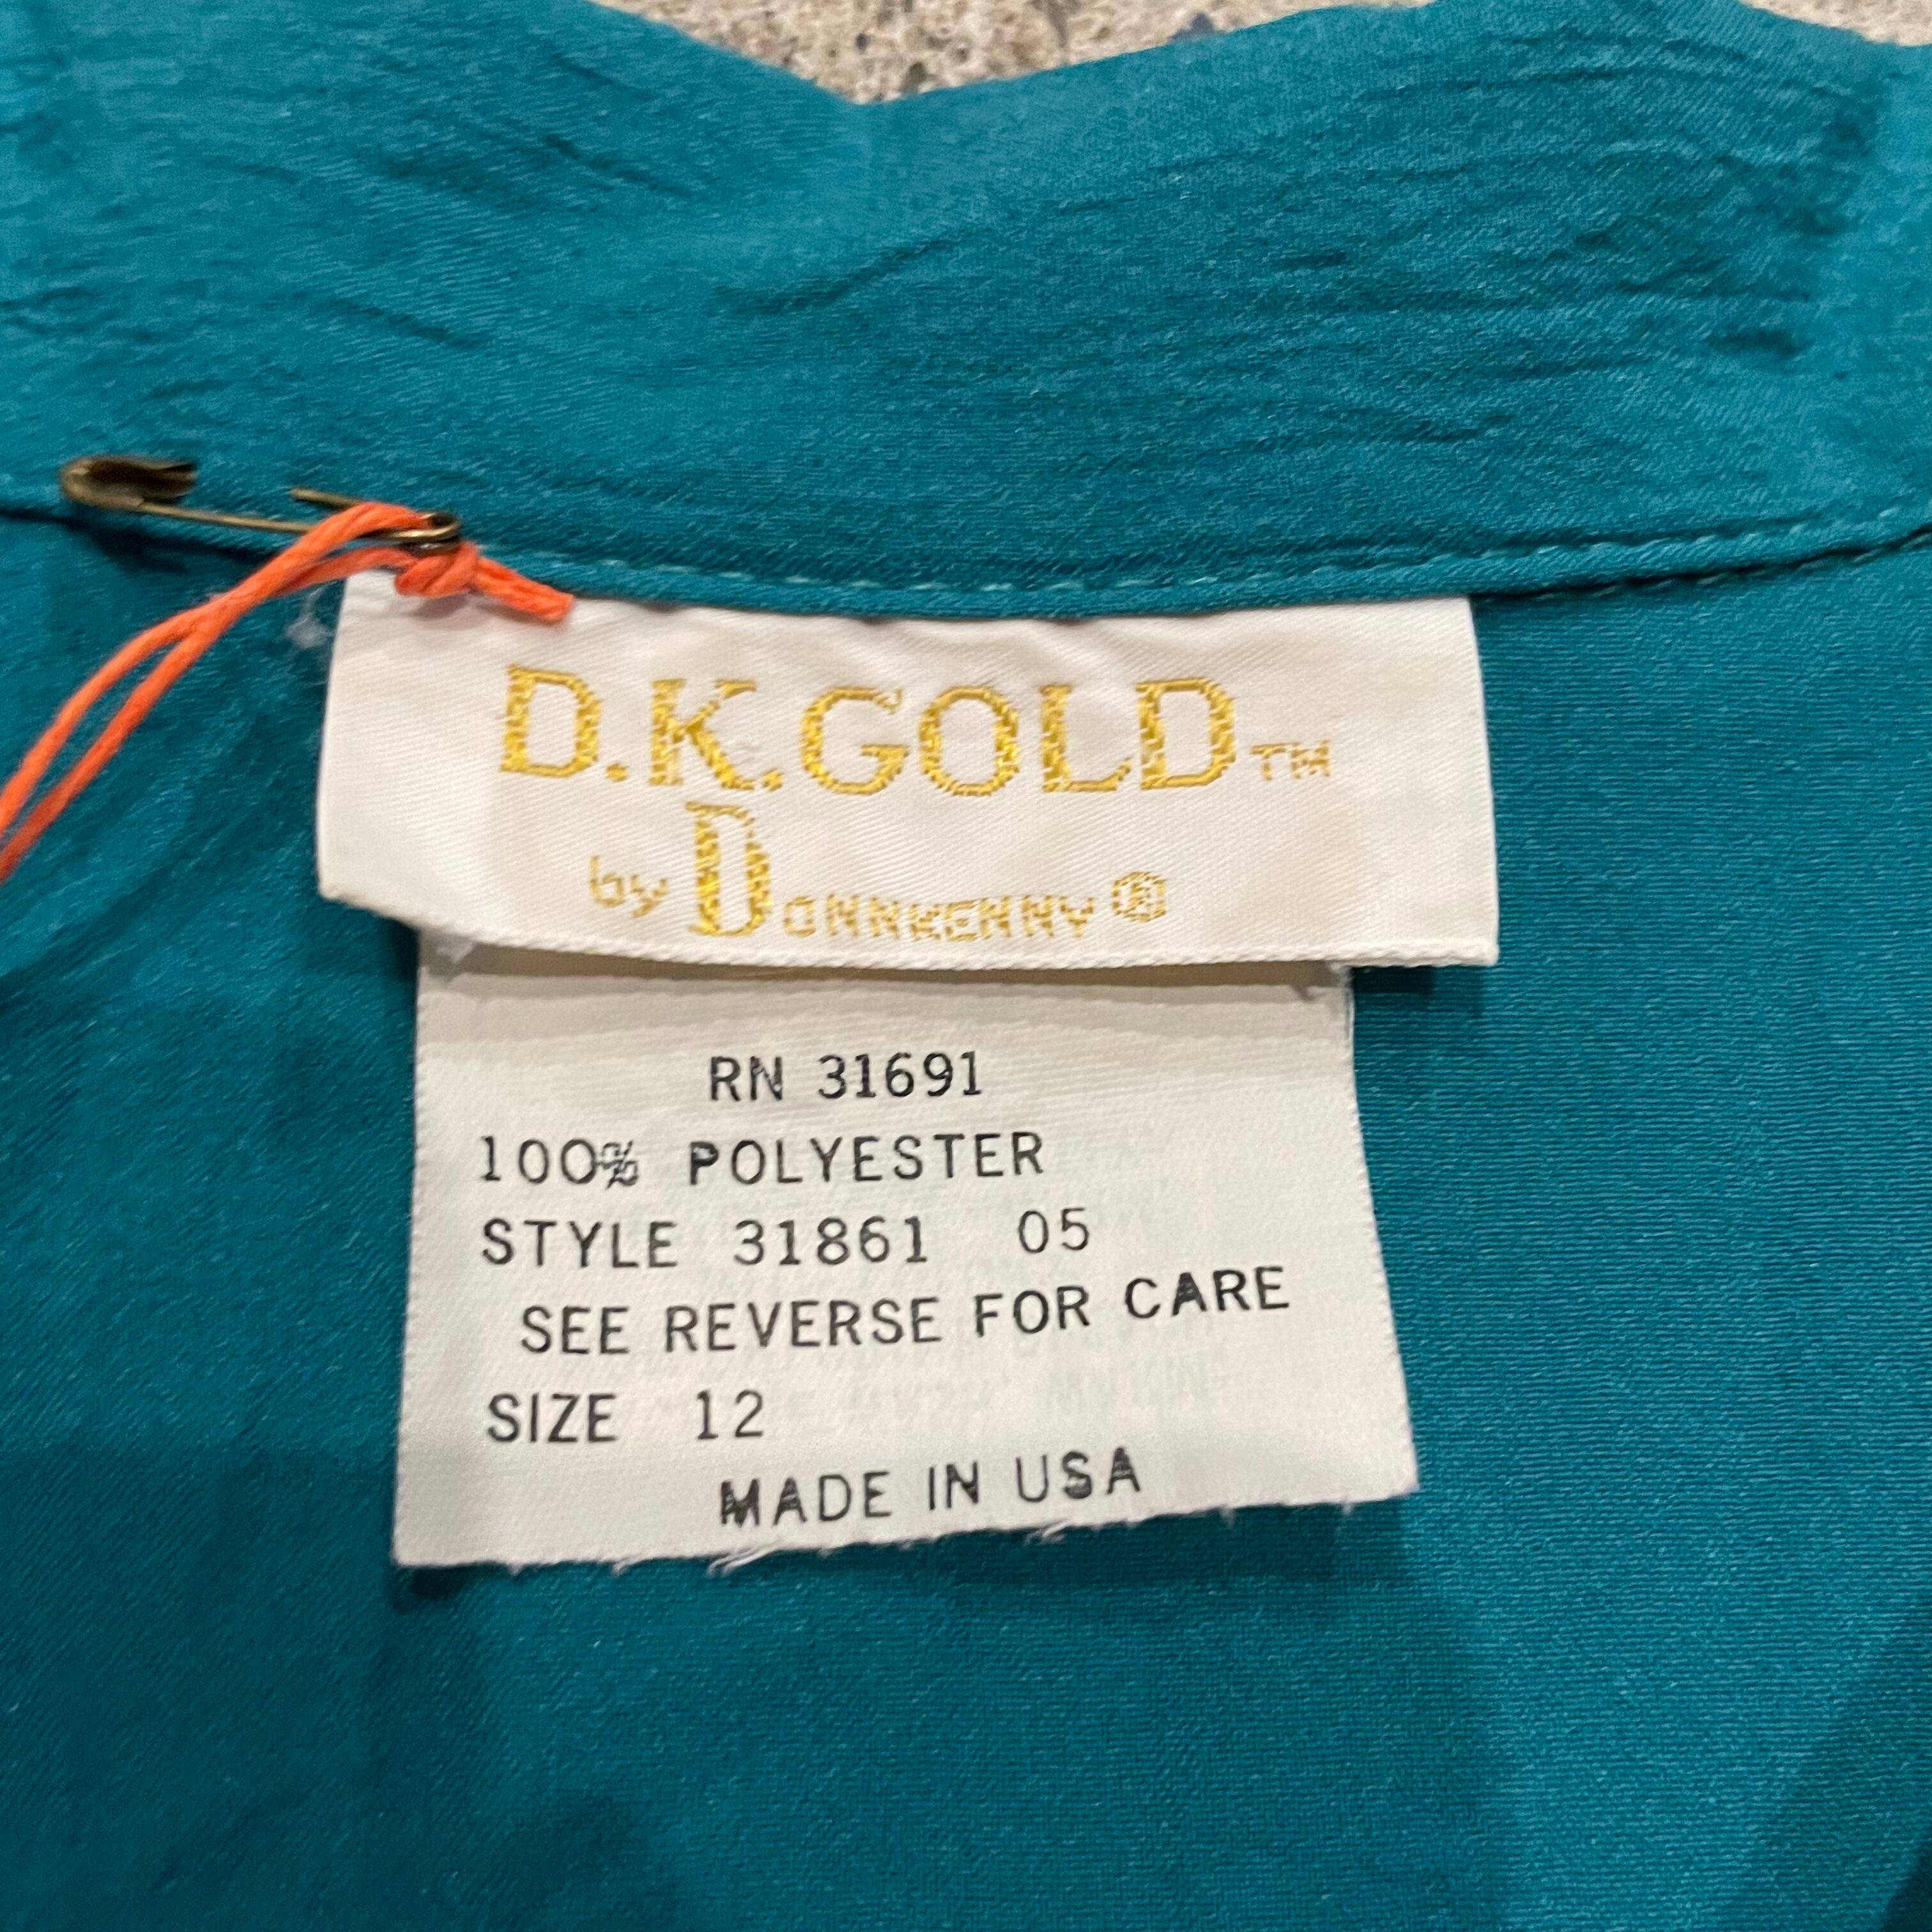 D.K.GOLD™
by DONNKENNY®
RN 31691
100% POLYESTER
STYLE 31861 05
SEE REVERSE FOR CARE
SIZE 12
MADE IN USA